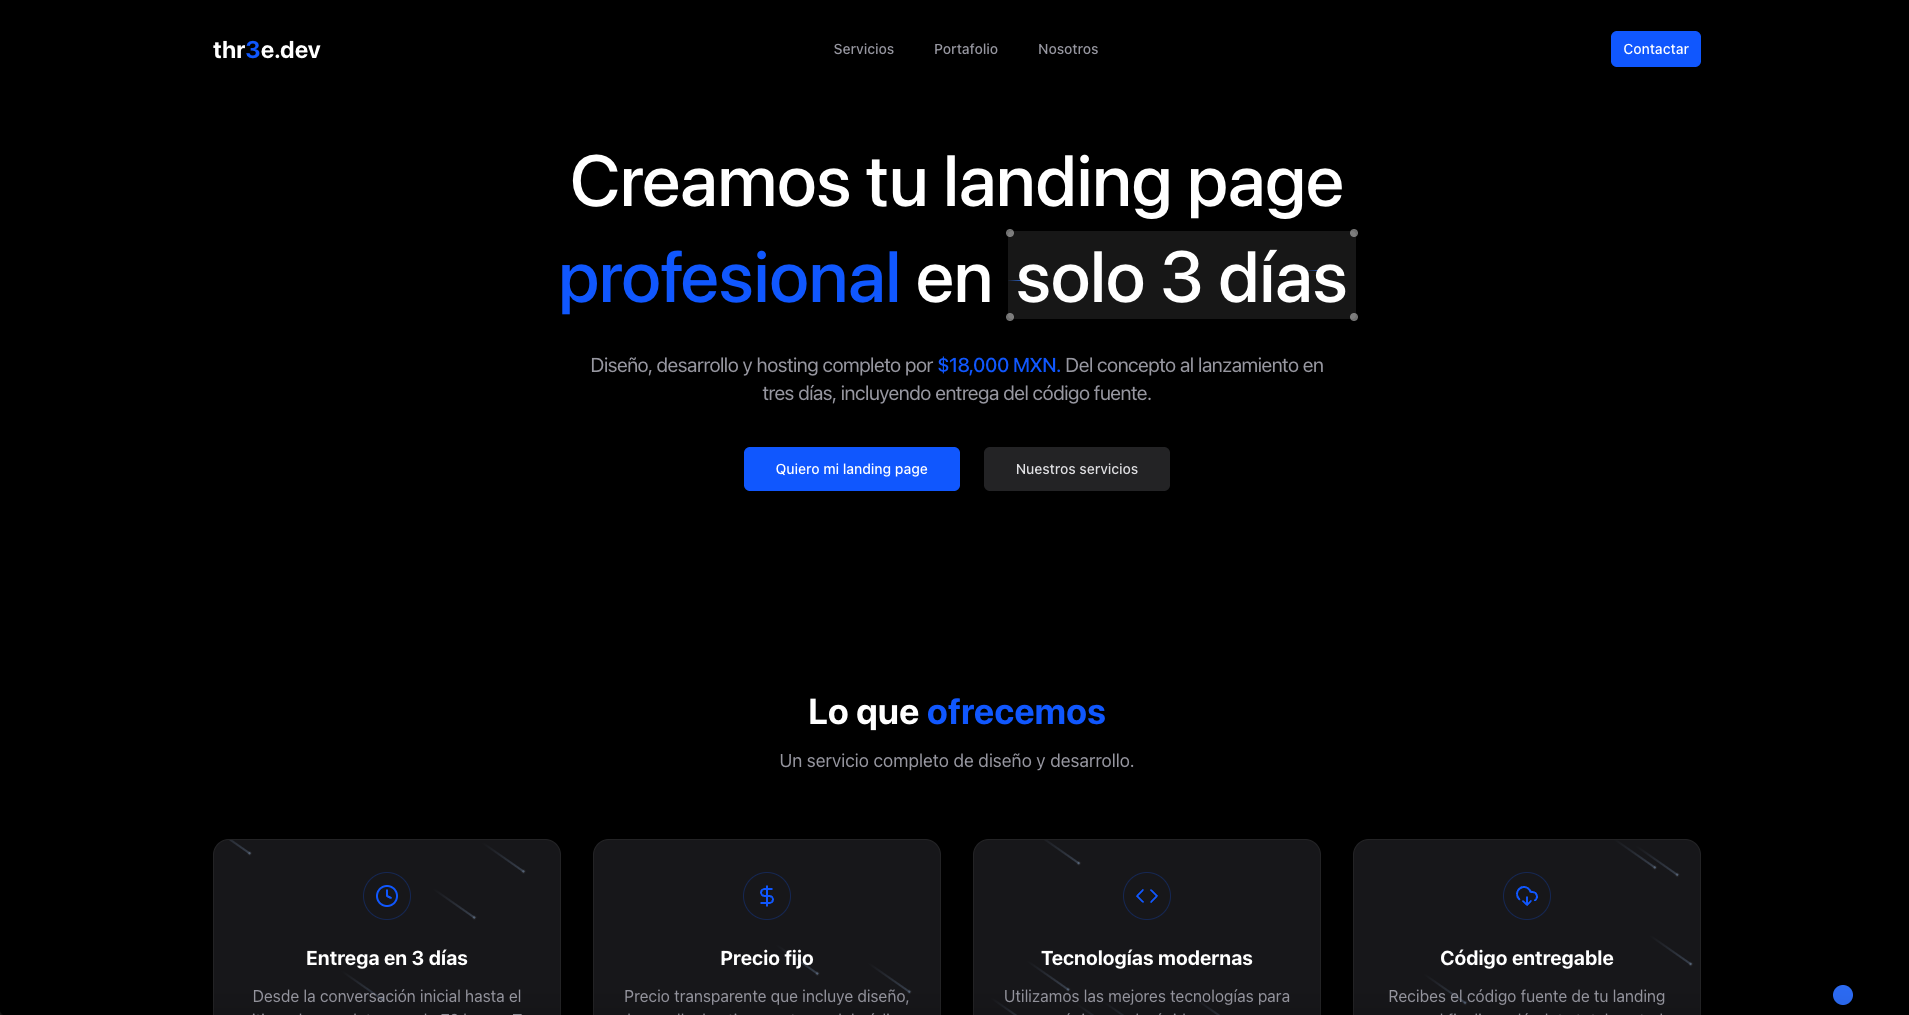 thr3e.dev
Servicios
Portafolio
Nosotros
Contactar
Creamos tu landing page
profesional en solo 3 días
Diseño, desarrollo y hosting completo por $18,000 MXN. Del concepto al lanzamiento en
tres días, incluyendo entrega del código fuente.
Quiero mi landing page
Nuestros servicios
Lo que ofrecemos
Un servicio completo de diseño y desarrollo.
Entrega en 3 días
Desde la conversación inicial hasta el
Precio fijo
Precio transparente que incluye diseño,
Tecnologías modernas
Utilizamos las mejores tecnologías para
Código entregable
Recibes el código fuente de tu landing